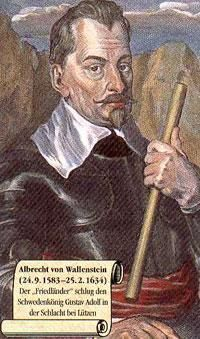 Albrecht von Wallenstein
(24. 9. 1583–25. 2. 1634)
Der „Friedländer“ schlug den
Schwedenkönig Gustav Adolf in
der Schlacht bei Lützen